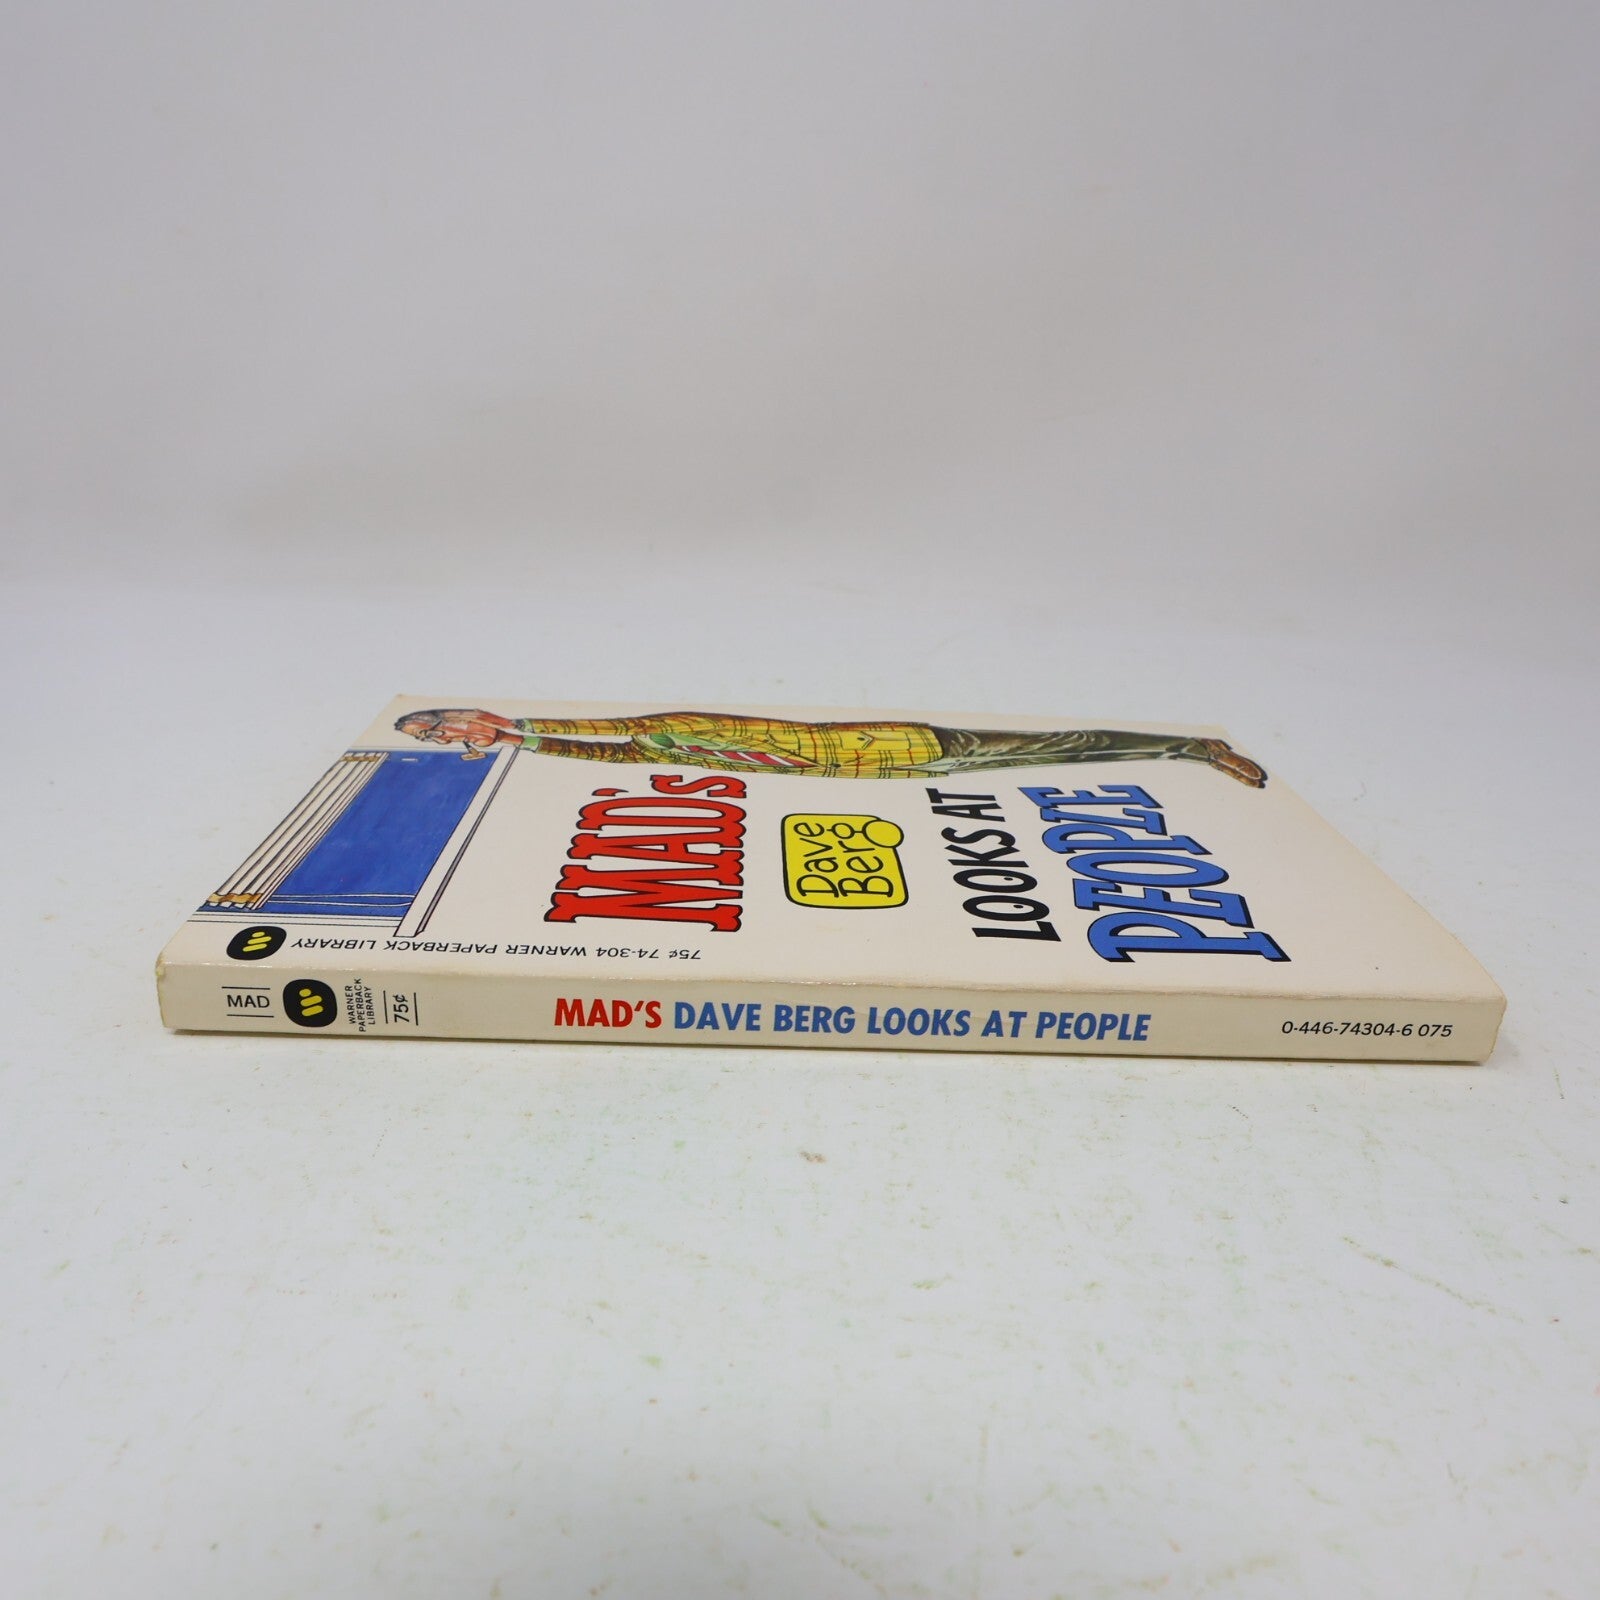 75¢ 74-304 WARNER PAPERBACK LIBRARY
MAD's
Dave
Berg
LOOKS AT
PEOPLE
MAD
WARNER
PAPERBACK
LIBRARY
75¢
MAD'S DAVE BERG LOOKS AT PEOPLE
0-446-74304-6 075